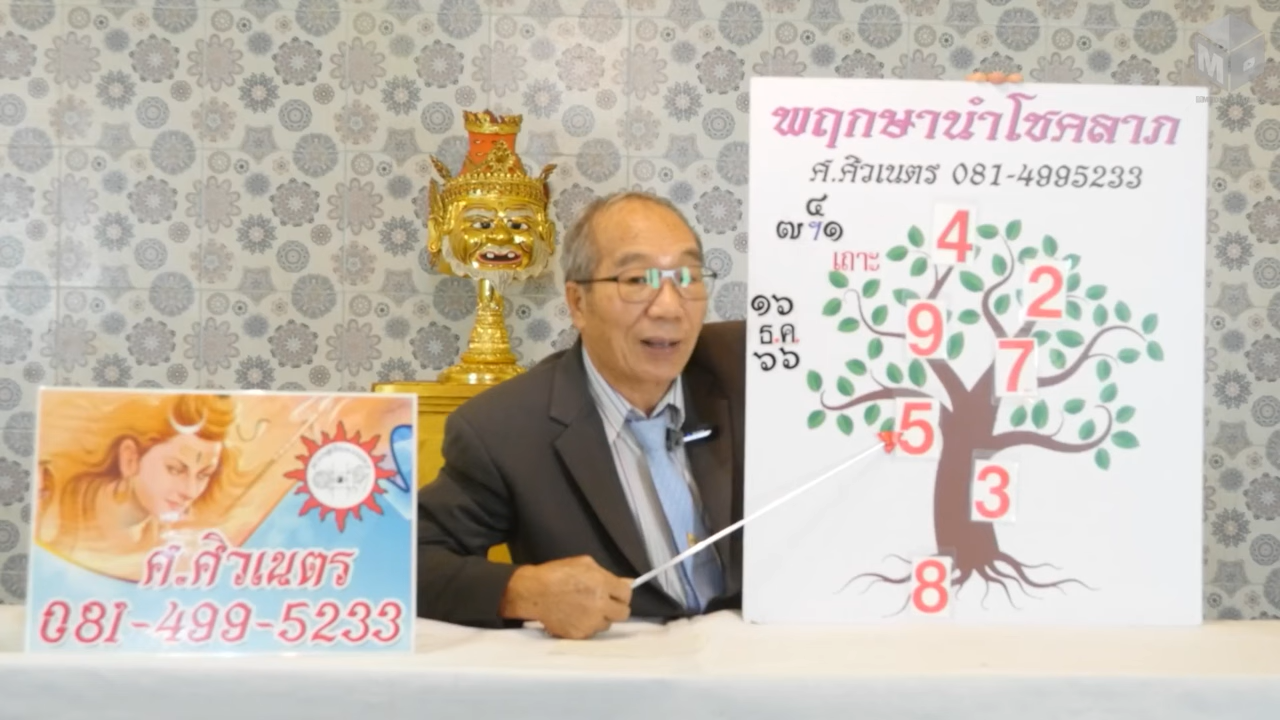 พฤกษานำโชคลาภ
ศ.ศิวเนตร 081-4995233
๔
๗ ฯ ๑
เถาะ
๑๖
ธ.ค.
๖๖
4
2
9
7
5
3
8
ศ.ศิวเนตร
081-499-5233
M